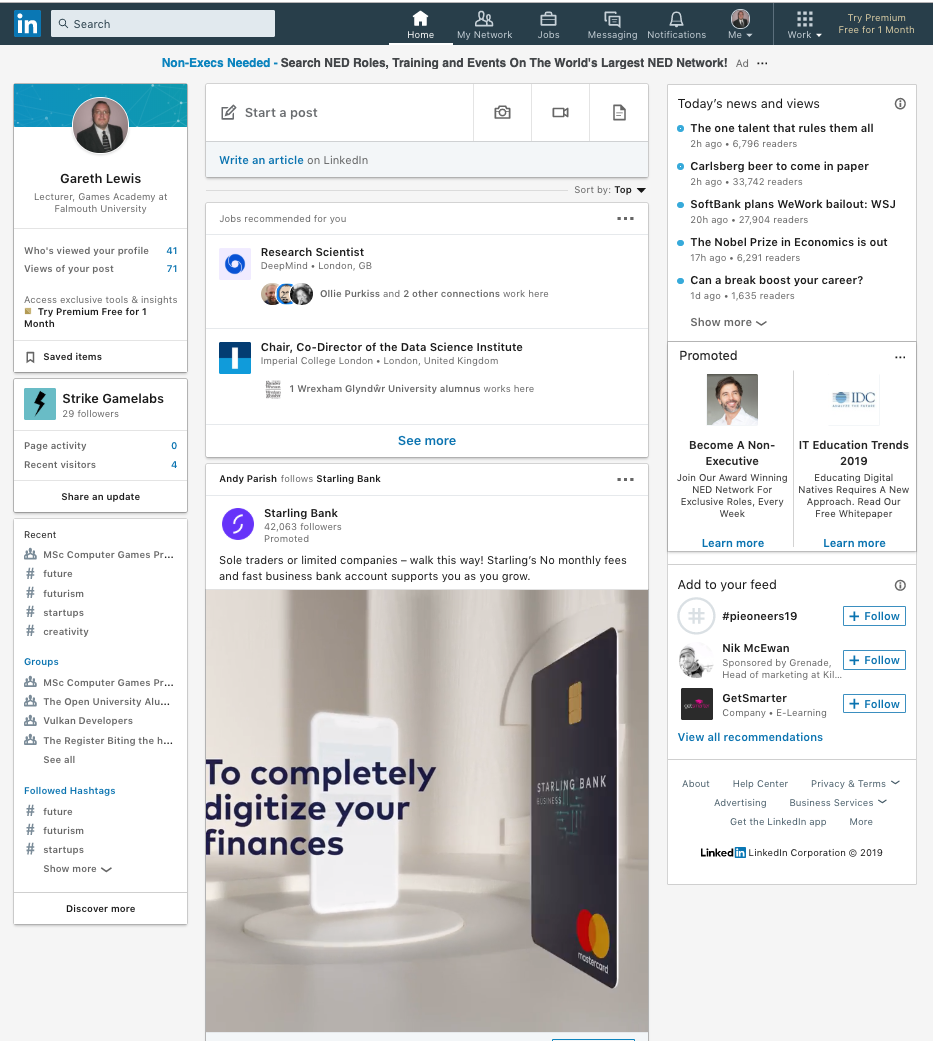 in
Search
Home
My Network
Jobs
Messaging
Notifications
Me
Work
Try Premium
Free for 1 Month
Non-Execs Needed - Search NED Roles, Training and Events On The World's Largest NED Network! Ad ...
Gareth Lewis
Lecturer, Games Academy at
Falmouth University
Who's viewed your profile 41
Views of your post 71
Access exclusive tools & insights
Try Premium Free for 1
Month
Saved items
Strike Gamelabs
29 followers
Page activity 0
Recent visitors 4
Share an update
Recent
MSc Computer Games Pr...
# future
# futurism
# startups
# creativity
Groups
MSc Computer Games Pr...
The Open University Alu...
Vulkan Developers
The Register Biting the h...
See all
Followed Hashtags
# future
# futurism
# startups
Show more
Discover more
Start a post
Write an article on LinkedIn
Sort by: Top
Jobs recommended for you
Research Scientist
DeepMind • London, GB
Ollie Purkiss and 2 other connections work here
Chair, Co-Director of the Data Science Institute
Imperial College London • London, United Kingdom
1 Wrexham Glyndŵr University alumnus works here
See more
Andy Parish follows Starling Bank
Starling Bank
42,063 followers
Promoted
Sole traders or limited companies – walk this way! Starling's No monthly fees
and fast business bank account supports you as you grow.
To completely
digitize your
finances
STARLING BANK
BUSINESS
mastercard
Today's news and views
The one talent that rules them all
2h ago • 6,796 readers
Carlsberg beer to come in paper
2h ago • 33,742 readers
SoftBank plans WeWork bailout: WSJ
20h ago • 27,904 readers
The Nobel Prize in Economics is out
17h ago • 6,291 readers
Can a break boost your career?
1d ago • 1,635 readers
Show more
Promoted
Become A Non-
Executive
Join Our Award Winning
NED Network For
Exclusive Roles, Every
Week
Learn more
IDC
ANALYZE THE FUTURE
IT Education Trends
2019
Educating Digital
Natives Requires A New
Approach. Read Our
Free Whitepaper
Learn more
Add to your feed
#
#pieoneers19
+ Follow
Nik McEwan
Sponsored by Grenade,
Head of marketing at Kil...
+ Follow
GetSmarter
Company • E-Learning
+ Follow
View all recommendations
About Help Center Privacy & Terms
Advertising Business Services
Get the LinkedIn app More
LinkedIn LinkedIn Corporation © 2019